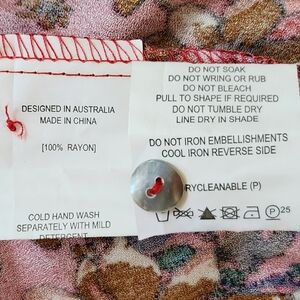 DESIGNED IN AUSTRALIA
MADE IN CHINA
[100% RAYON]
COLD HAND WASH
SEPARATELY WITH MILD
DETERGENT
DO NOT SOAK
DO NOT WRING OR RUB
DO NOT BLEACH
PULL TO SHAPE IF REQUIRED
DO NOT TUMBLE DRY
LINE DRY IN SHADE
DO NOT IRON EMBELLISHMENTS
COOL IRON REVERSE SIDE
RYCLEANABLE (P)
P 25